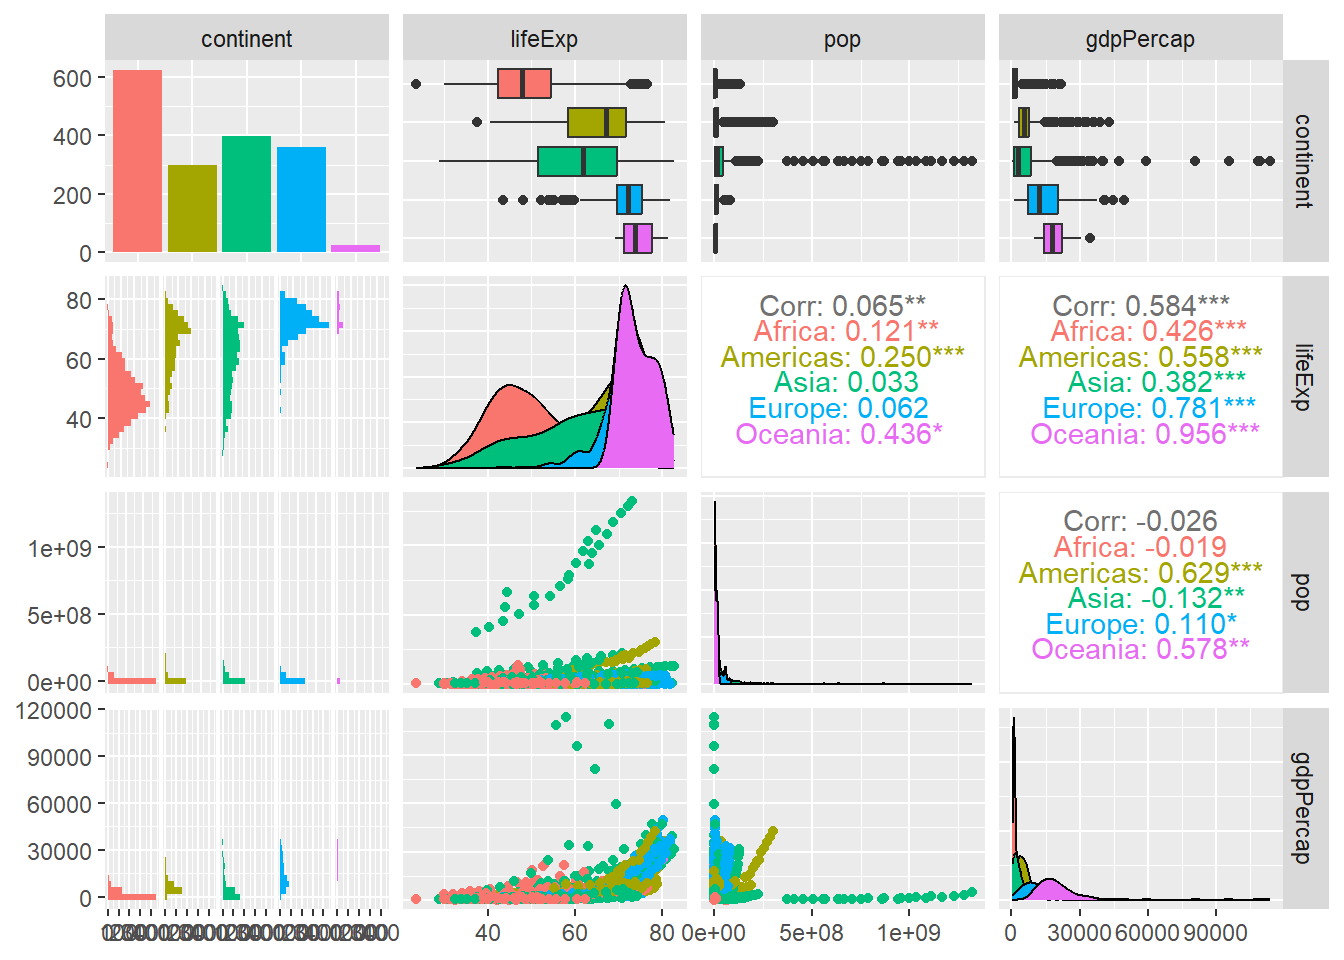 continent
lifeExp
pop
gdpPercap
600
400
200
0
continent
80
60
40
Corr: 0.065**
Africa: 0.121**
Americas: 0.250***
Asia: 0.033
Europe: 0.062
Oceania: 0.436*
Corr: 0.584***
Africa: 0.426***
Americas: 0.558***
Asia: 0.382***
Europe: 0.781***
Oceania: 0.956***
lifeExp
1e+09
5e+08
0e+00
Corr: -0.026
Africa: -0.019
Americas: 0.629***
Asia: -0.132**
Europe: 0.110*
Oceania: 0.578**
pop
120000
90000
60000
30000
0
gdpPercap
40 60 80
0e+00 5e+08 1e+09
0 30000 60000 90000